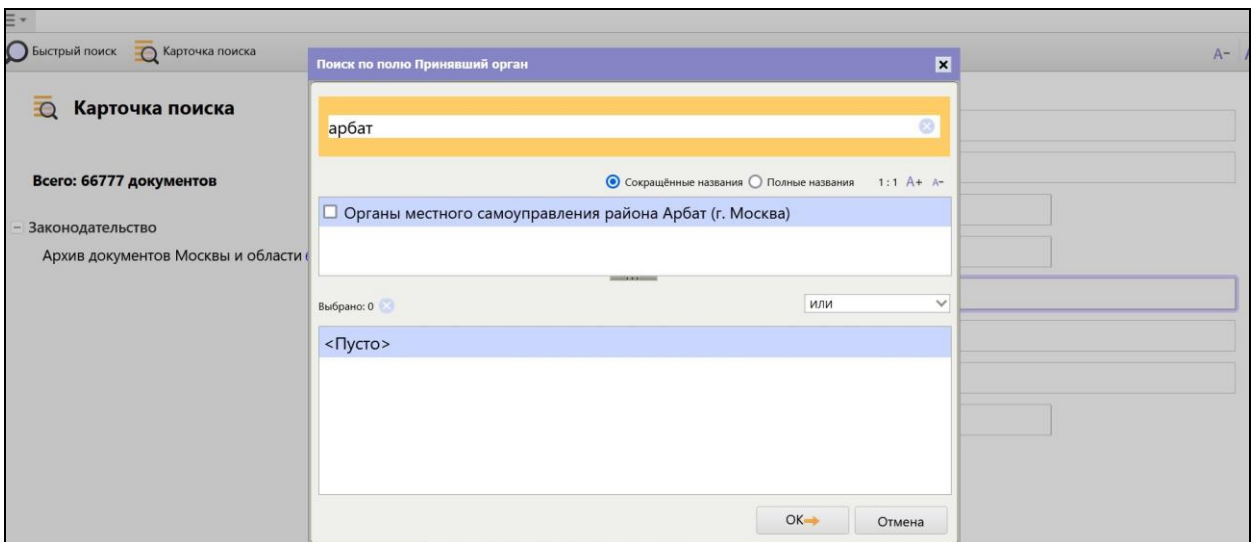 Быстрый поиск Карточка поиска A-
Поиск по полю Принявший орган
Карточка поиска
арбат
Всего: 66777 документов
Сокращённые названия Полные названия 1:1 A+ A-
Органы местного самоуправления района Арбат (г. Москва)
Законодательство
Архив документов Москвы и области
Выбрано: 0 или
<Пусто>
ОК Отмена